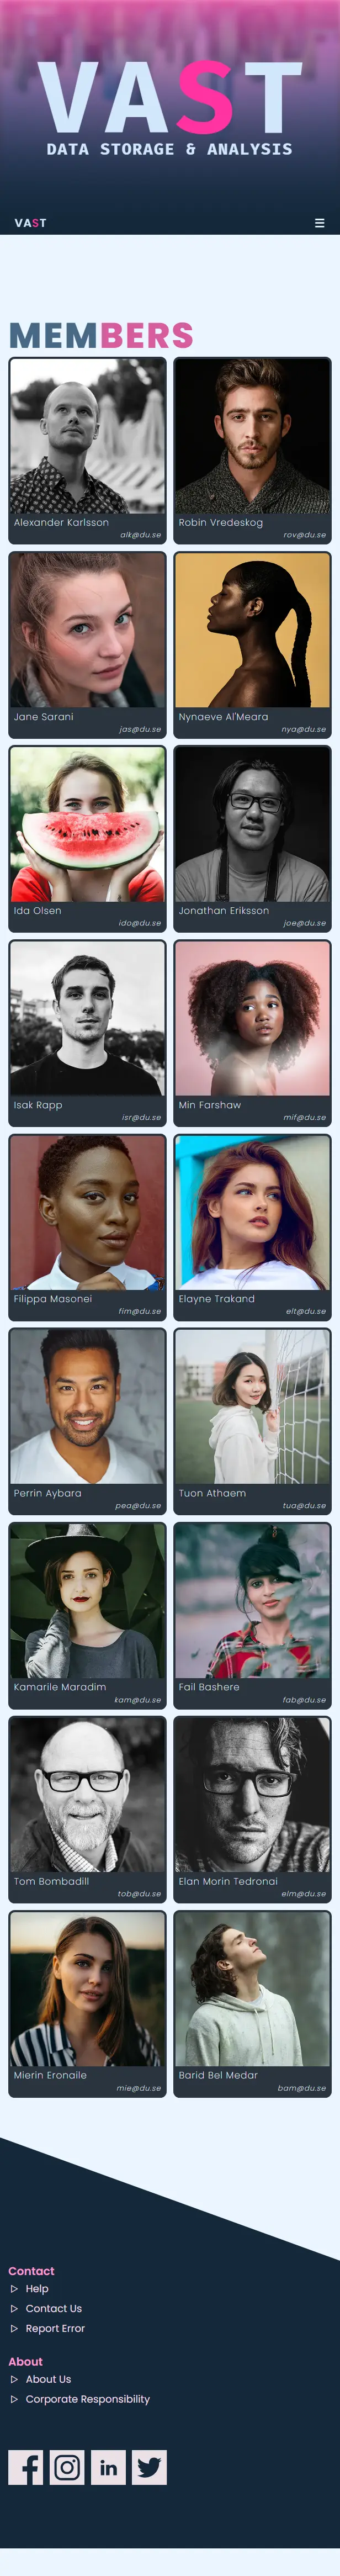 VAST
DATA STORAGE & ANALYSIS
VAST
MEMBERS
Alexander Karlsson
alk@du.se
Robin Vredeskog
rov@du.se
Jane Sarani
jas@du.se
Nynaeve Al'Meara
nya@du.se
Ida Olsen
ido@du.se
Jonathan Eriksson
joe@du.se
Isak Rapp
isr@du.se
Min Farshaw
mif@du.se
Filippa Masonei
fim@du.se
Elayne Trakand
elt@du.se
Perrin Aybara
pea@du.se
Tuon Athaem
tua@du.se
Kamarile Maradim
kam@du.se
Fail Bashere
fab@du.se
Tom Bombadill
tob@du.se
Elan Morin Tedronai
elm@du.se
Mierin Eronaile
mie@du.se
Barid Bel Medar
bam@du.se
Contact
Help
Contact Us
Report Error
About
About Us
Corporate Responsibility